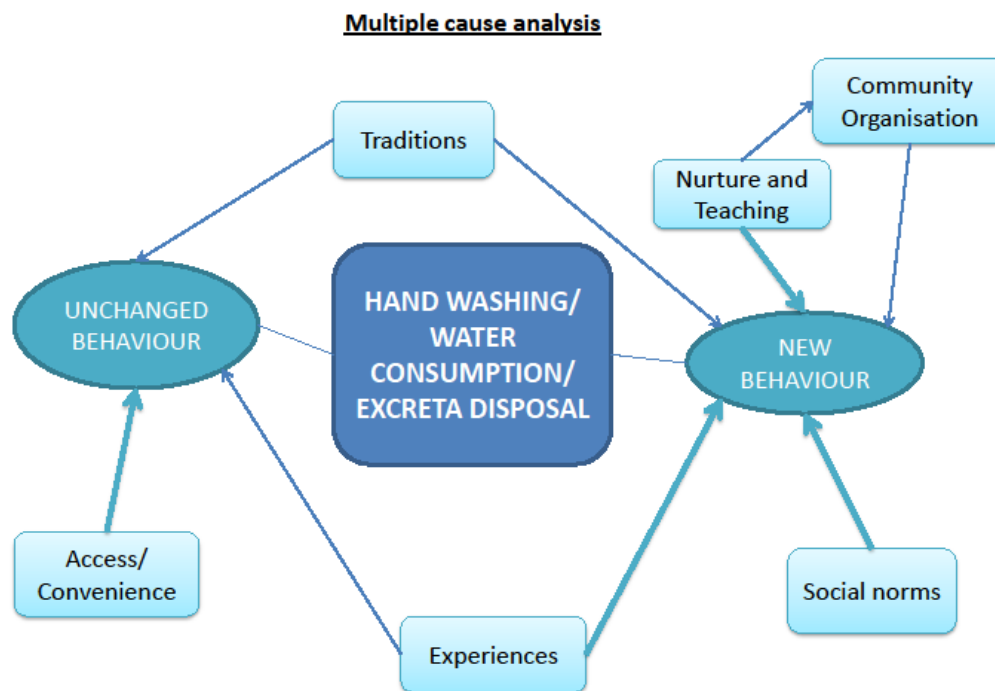 Multiple cause analysis
Community
Organisation
Traditions
Nurture and
Teaching
UNCHANGED
BEHAVIOUR
HAND WASHING/
WATER
CONSUMPTION/
EXCRETA DISPOSAL
NEW
BEHAVIOUR
Access/
Convenience
Social norms
Experiences